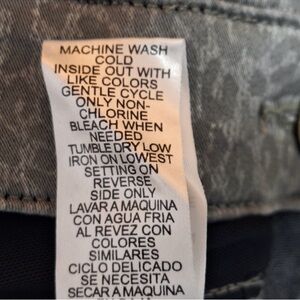 MACHINE WASH
COLD
INSIDE OUT WITH
LIKE COLORS
GENTLE CYCLE
ONLY NON-
CHLORINE
BLEACH WHEN
NEEDED
TUMBLE DRY LOW
IRON ON LOWEST
SETTING ON
REVERSE
SIDE ONLY
LAVAR A MAQUINA
CON AGUA FRIA
AL REVEZ CON
COLORES
SIMILARES
CICLO DELICADO
SE NECESITA
SECAR A MAQUINA